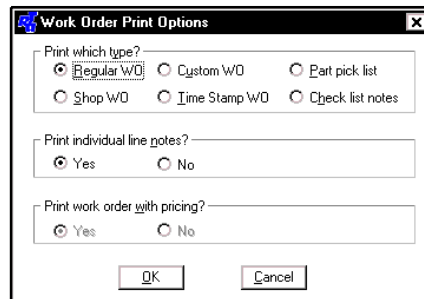 Work Order Print Options
Print which type?
Regular WO Custom WO Part pick list
Shop WO Time Stamp WO Check list notes
Print individual line notes?
Yes No
Print work order with pricing?
Yes No
OK Cancel